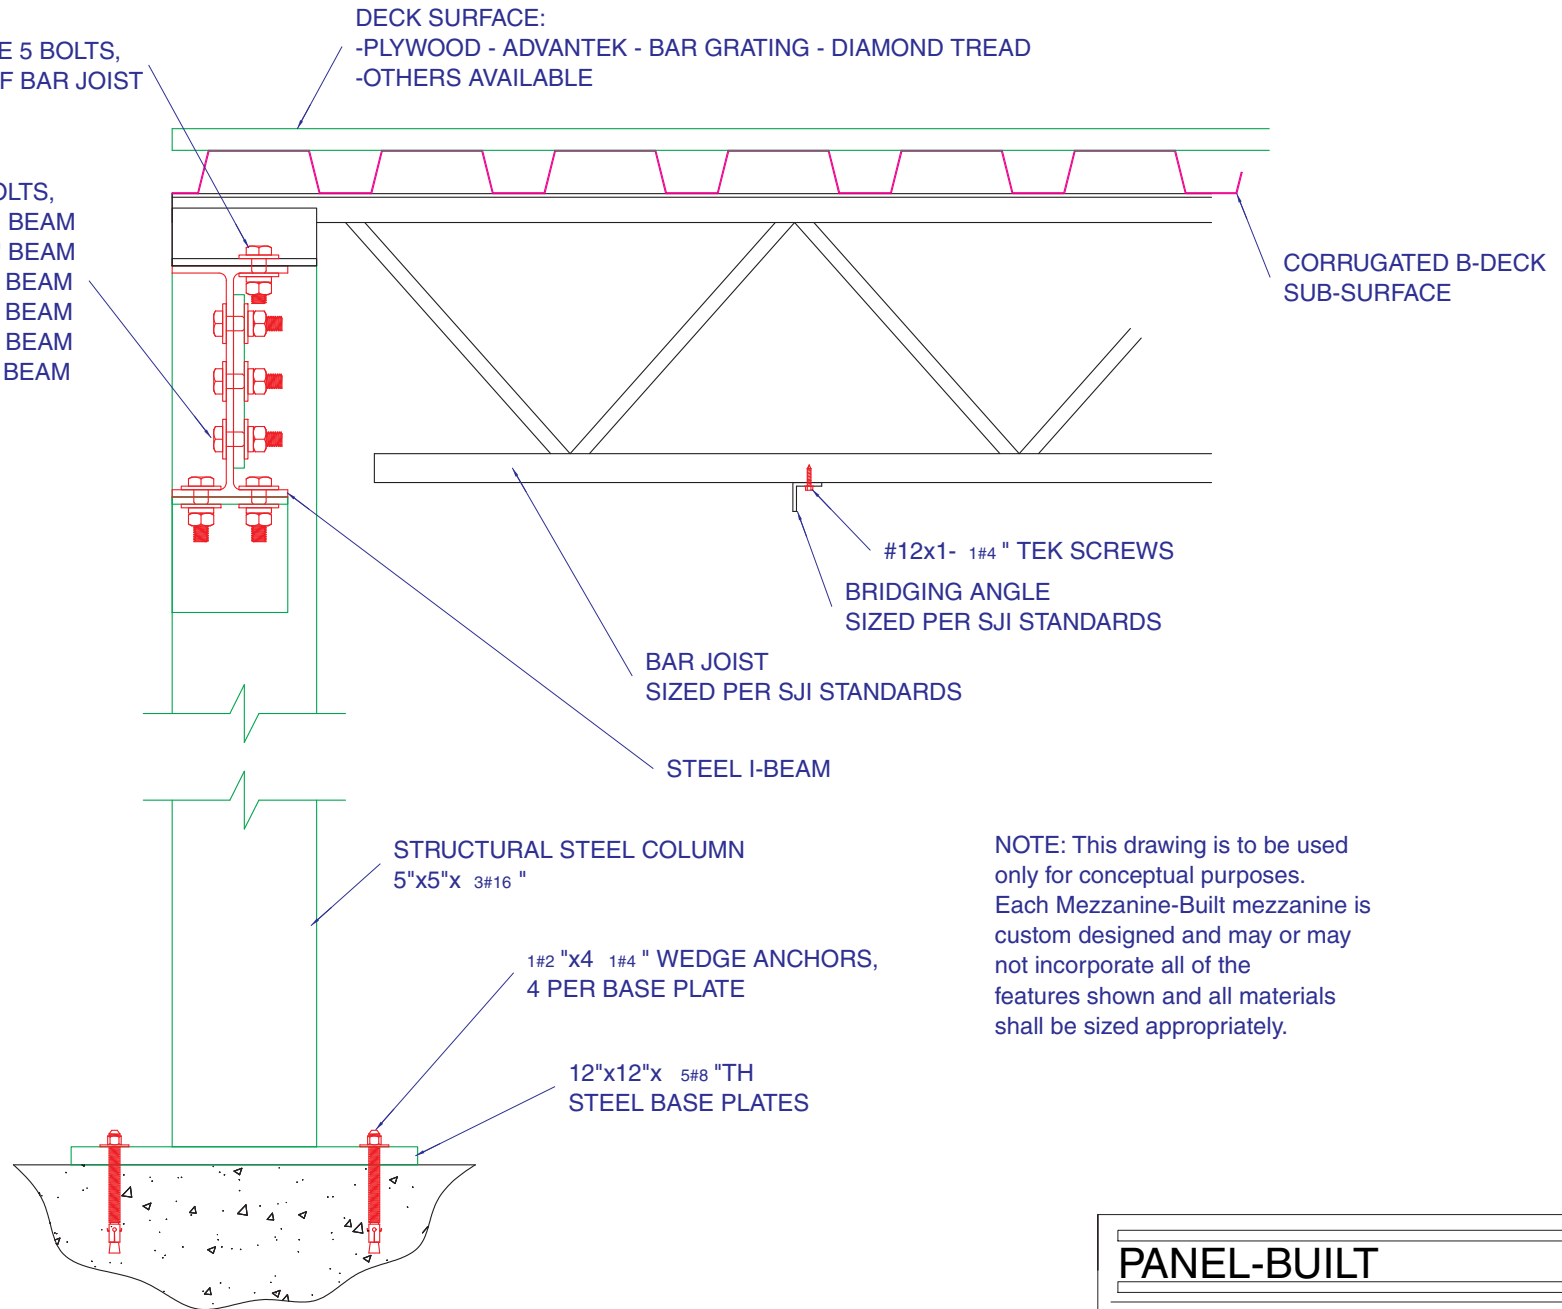 DECK SURFACE:
-PLYWOOD - ADVANTEK - BAR GRATING - DIAMOND TREAD
-OTHERS AVAILABLE
E 5 BOLTS,
F BAR JOIST
OLTS,
BEAM
BEAM
BEAM
BEAM
BEAM
BEAM
CORRUGATED B-DECK
SUB-SURFACE
#12x1- 1#4 " TEK SCREWS
BRIDGING ANGLE
SIZED PER SJI STANDARDS
BAR JOIST
SIZED PER SJI STANDARDS
STEEL I-BEAM
STRUCTURAL STEEL COLUMN
5"x5"x 3#16 "
NOTE: This drawing is to be used
only for conceptual purposes.
Each Mezzanine-Built mezzanine is
custom designed and may or may
not incorporate all of the
features shown and all materials
shall be sized appropriately.
1#2 "x4 1#4 " WEDGE ANCHORS,
4 PER BASE PLATE
12"x12"x 5#8 "TH
STEEL BASE PLATES
PANEL-BUILT